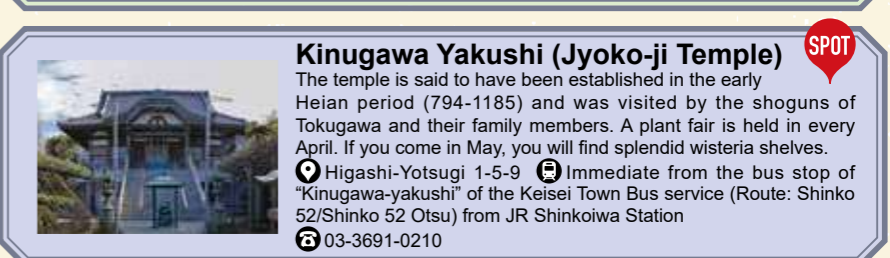 SPOT
Kinugawa Yakushi (Jyoko-ji Temple)
The temple is said to have been established in the early
Heian period (794-1185) and was visited by the shoguns of
Tokugawa and their family members. A plant fair is held in every
April. If you come in May, you will find splendid wisteria shelves.
Higashi-Yotsugi 1-5-9 Immediate from the bus stop of
“Kinugawa-yakushi” of the Keisei Town Bus service (Route: Shinko
52/Shinko 52 Otsu) from JR Shinkoiwa Station
03-3691-0210